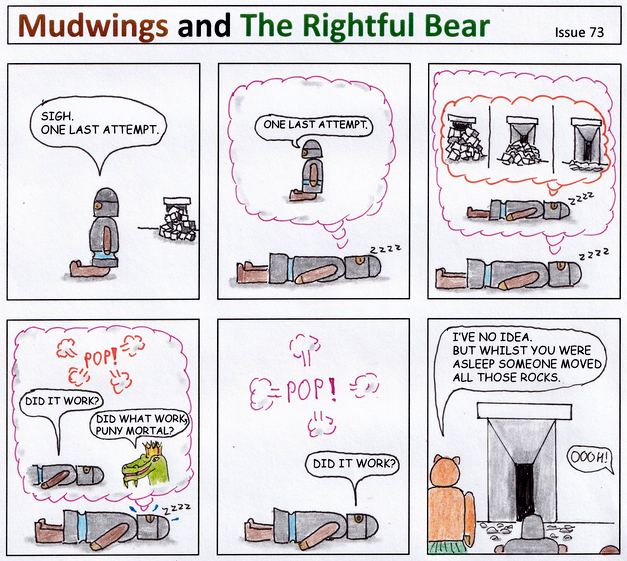 Mudwings and The Rightful Bear
Issue 73
SIGH.
ONE LAST ATTEMPT.
ONE LAST ATTEMPT.
ZZZZ
ZZZZ
ZZZZ
POP!
DID IT WORK?
DID WHAT WORK,
PUNY MORTAL?
ZZZZ
POP!
DID IT WORK?
I'VE NO IDEA.
BUT WHILST YOU WERE
ASLEEP SOMEONE MOVED
ALL THOSE ROCKS.
OOOH!